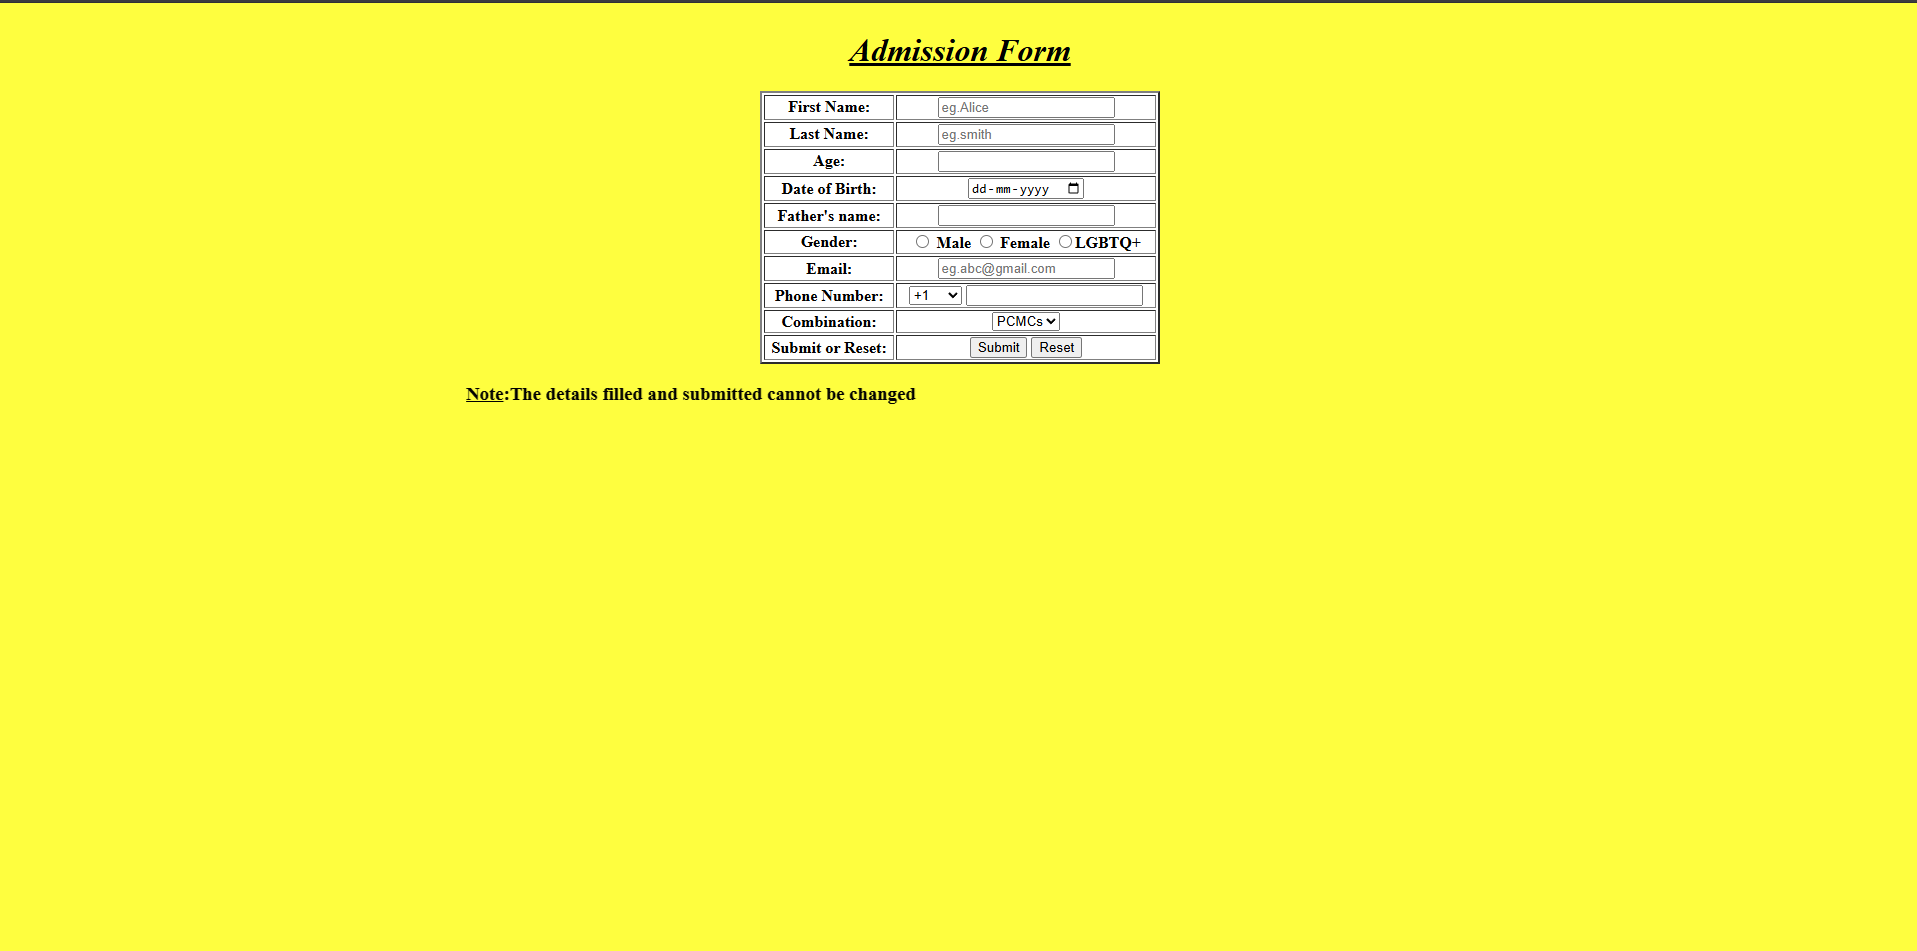 Admission Form
First Name: eg.Alice
Last Name: eg.smith
Age:
Date of Birth: dd-mm-yyyy
Father's name:
Gender: Male Female LGBTQ+
Email: eg.abc@gmail.com
Phone Number: +1
Combination: PCMCs
Submit or Reset: Submit Reset
Note:The details filled and submitted cannot be changed